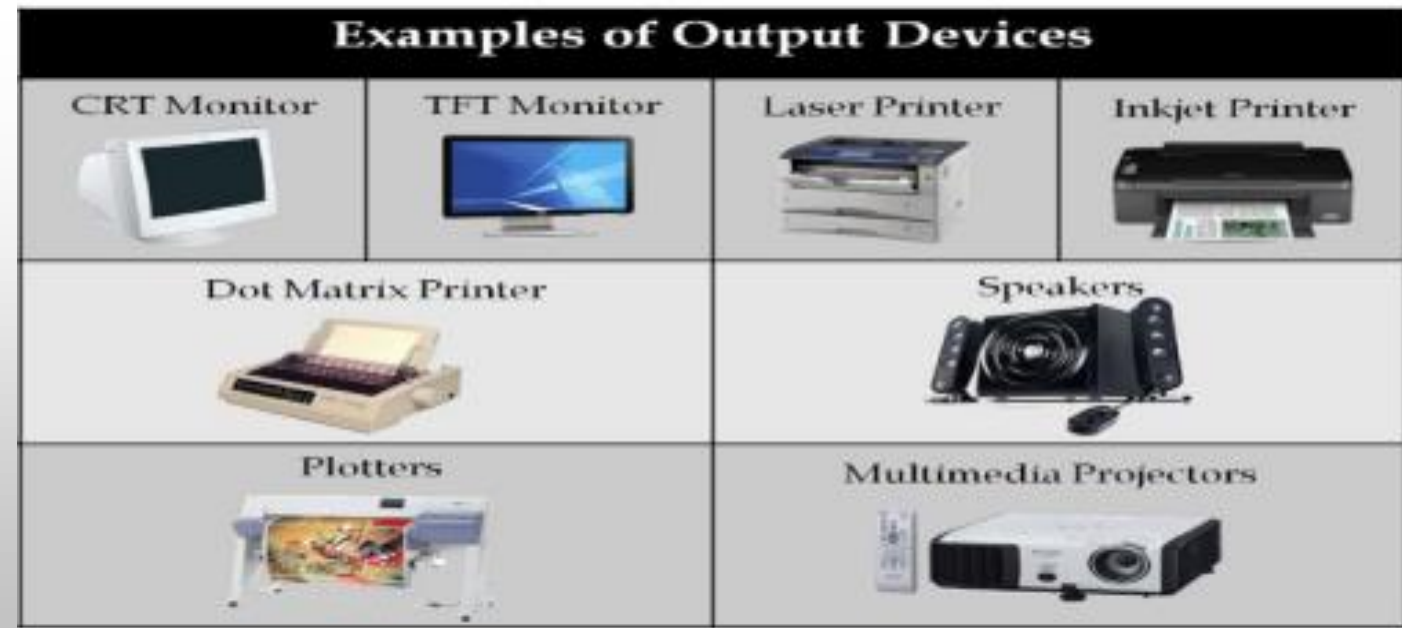 Examples of Output Devices
CRT Monitor
TFT Monitor
Laser Printer
Inkjet Printer
Dot Matrix Printer
Speakers
Plotters
Multimedia Projectors